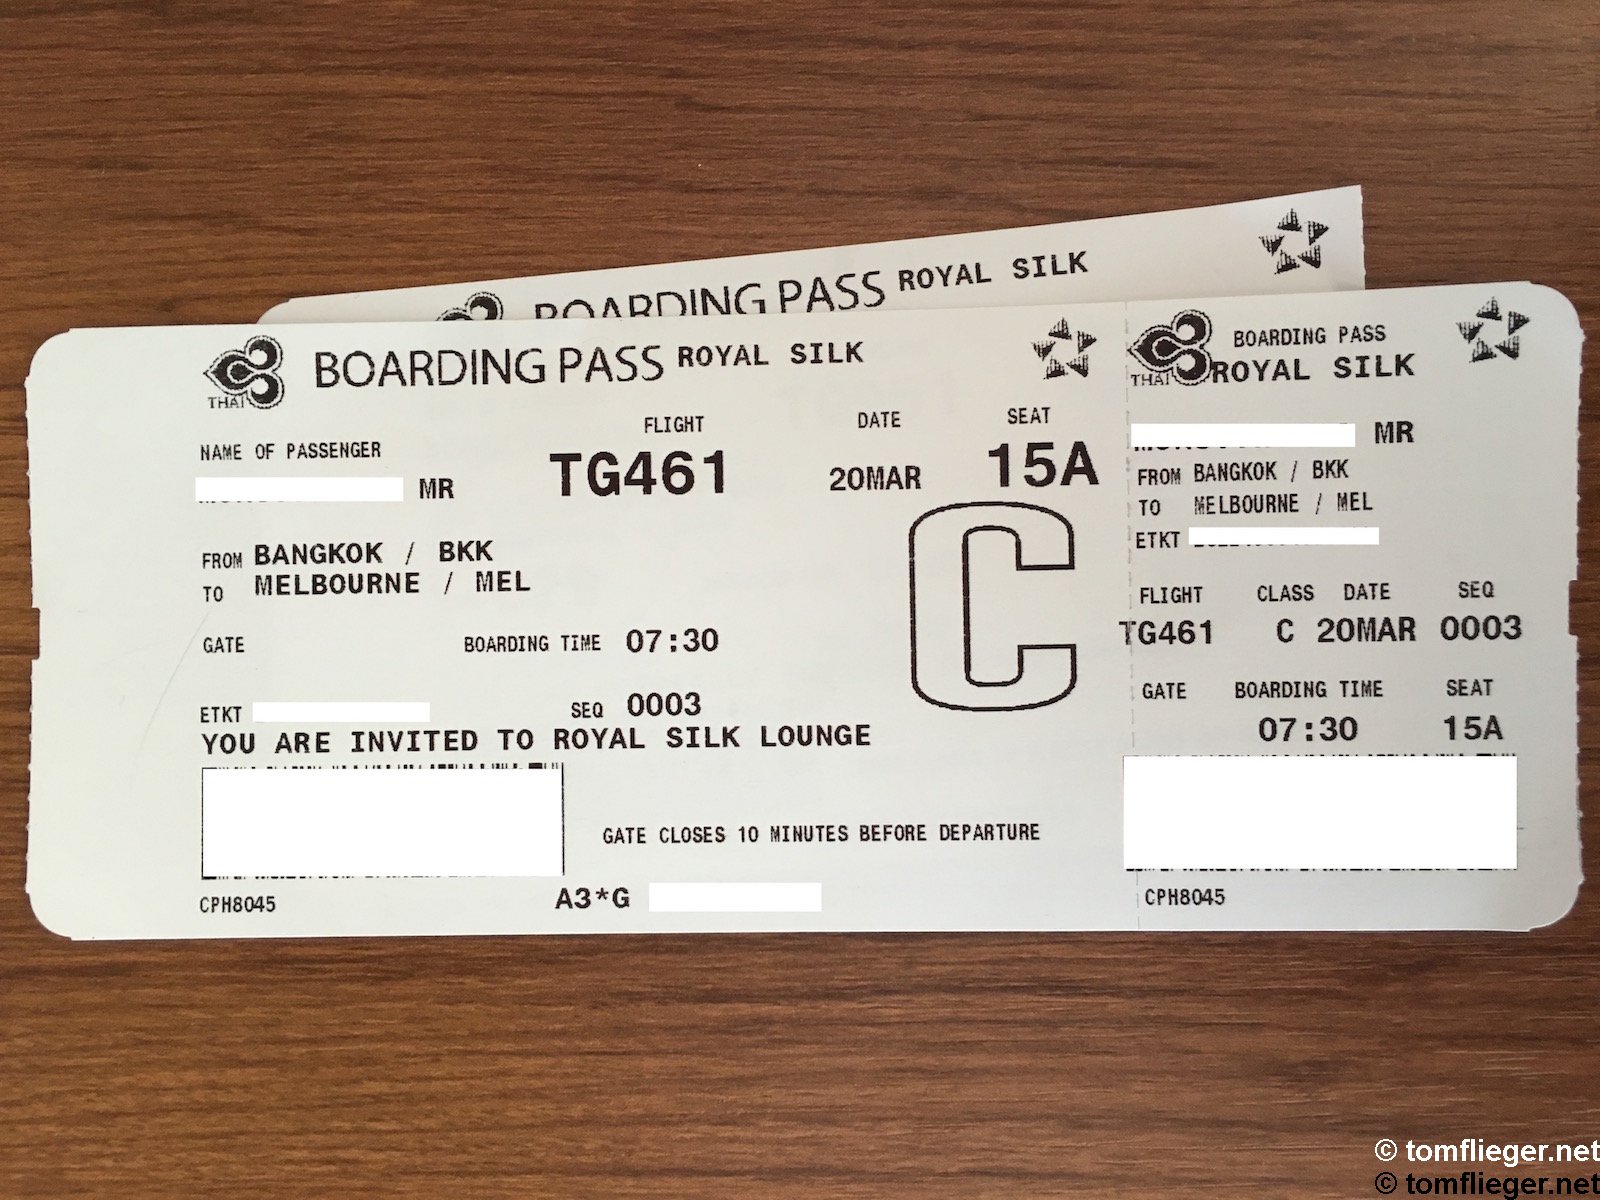 BOARDING PASS ROYAL SILK
THAI BOARDING PASS ROYAL SILK
FLIGHT DATE SEAT
NAME OF PASSENGER TG461 20MAR 15A
MR
FROM BANGKOK / BKK
TO MELBOURNE / MEL
C
GATE BOARDING TIME 07:30
ETKT SEQ 0003
YOU ARE INVITED TO ROYAL SILK LOUNGE
GATE CLOSES 10 MINUTES BEFORE DEPARTURE
CPH8045 A3*G
THAI BOARDING PASS
ROYAL SILK
MR
FROM BANGKOK / BKK
TO MELBOURNE / MEL
ETKT
FLIGHT CLASS DATE SEQ
TG461 C 20MAR 0003
GATE BOARDING TIME SEAT
07:30 15A
CPH8045
© tomflieger.net
© tomflieger.net